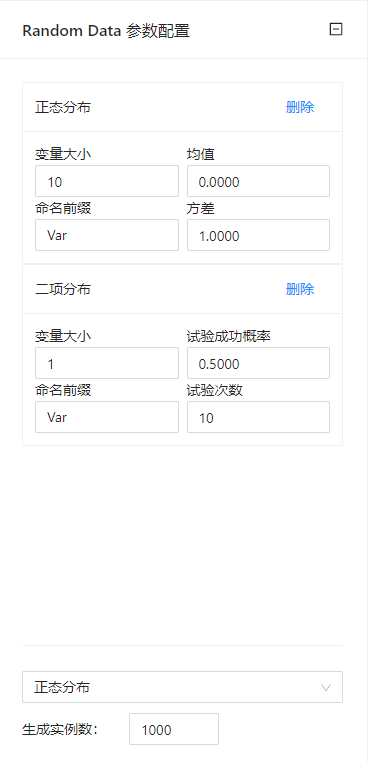 Random Data 参数配置
正态分布 删除
变量大小 均值
10 0.0000
命名前缀 方差
Var 1.0000
二项分布 删除
变量大小 试验成功概率
1 0.5000
命名前缀 试验次数
Var 10
正态分布
生成实例数: 1000